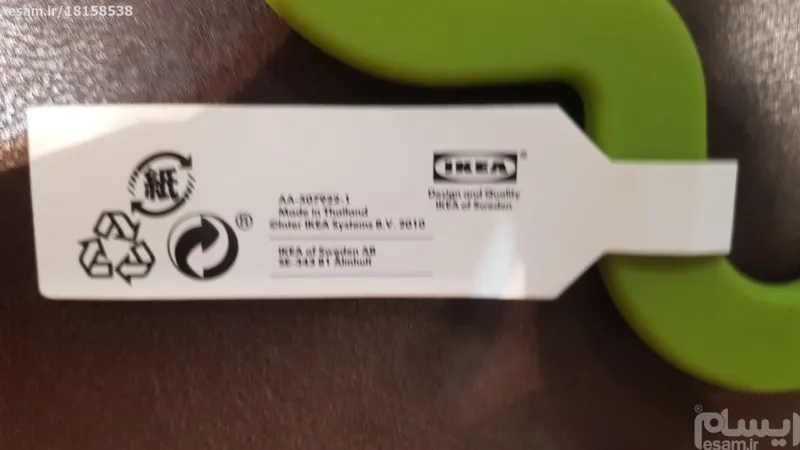 esam.ir/18158538
紙
®
AA-307933-1
Made in Thailand
©Inter IKEA Systems B.V. 2010
IKEA of Sweden AB
SE-343 81 Älmhult
IKEA®
Design and Quality
IKEA of Sweden
ایسام®
esam.ir